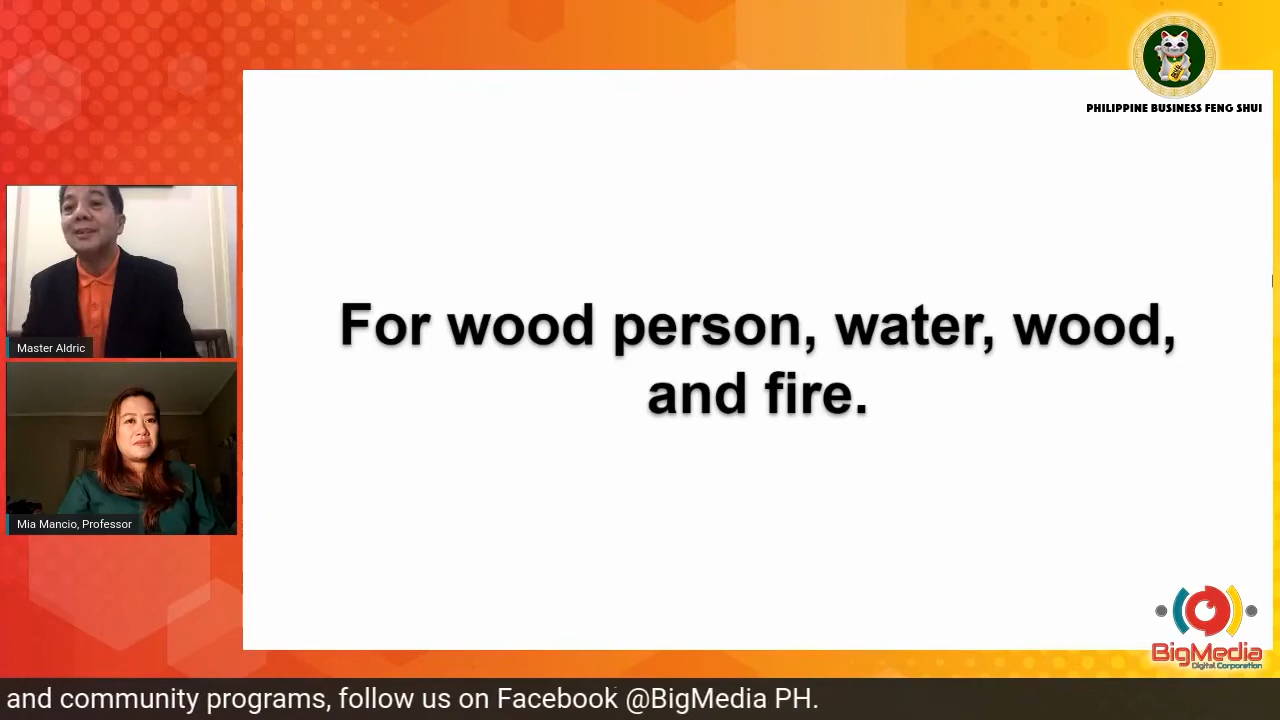 PHILIPPINE BUSINESS FENG SHUI
Master Aldric
Mia Mancio, Professor
For wood person, water, wood,
and fire.
BigMedia
Digital Corporation
and community programs, follow us on Facebook @BigMedia PH.